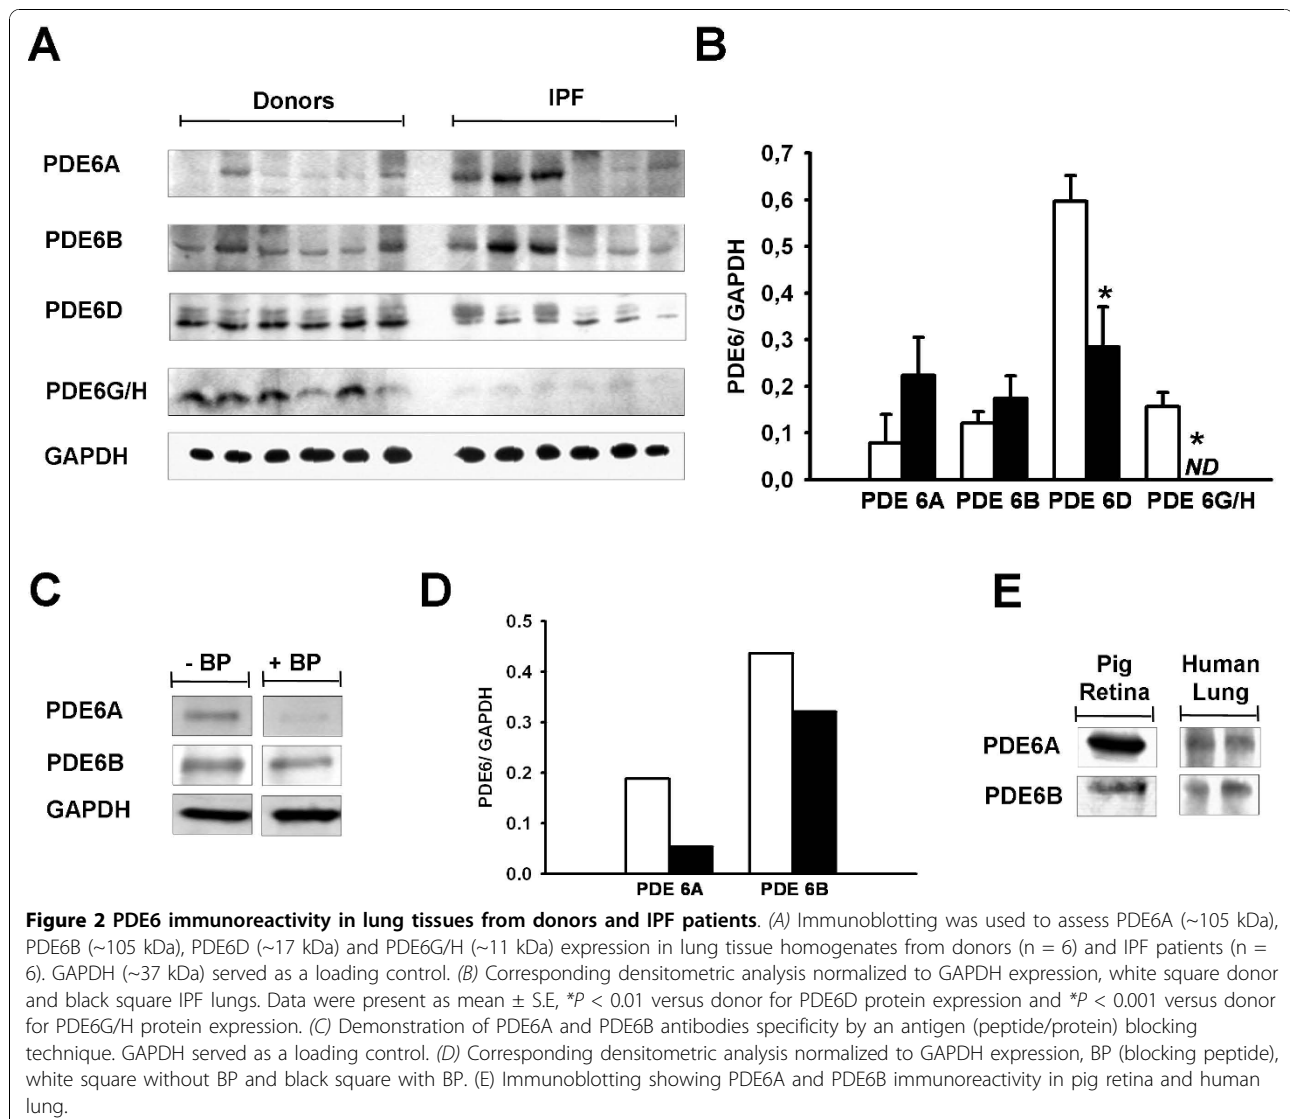 A
Donors
IPF
PDE6A
PDE6B
PDE6D
PDE6G/H
GAPDH
B
PDE6/ GAPDH
0,7
0,6
0,5
0,4
0,3
0,2
0,1
0,0
*
*
ND
PDE 6A PDE 6B PDE 6D PDE 6G/H
C
- BP + BP
PDE6A
PDE6B
GAPDH
D
PDE6/ GAPDH
0.5
0.4
0.3
0.2
0.1
0.0
PDE 6A PDE 6B
E
Pig
Retina
Human
Lung
PDE6A
PDE6B
Figure 2 PDE6 immunoreactivity in lung tissues from donors and IPF patients. (A) Immunoblotting was used to assess PDE6A (~105 kDa),
PDE6B (~105 kDa), PDE6D (~17 kDa) and PDE6G/H (~11 kDa) expression in lung tissue homogenates from donors (n = 6) and IPF patients (n =
6). GAPDH (~37 kDa) served as a loading control. (B) Corresponding densitometric analysis normalized to GAPDH expression, white square donor
and black square IPF lungs. Data were present as mean ± S.E, *P < 0.01 versus donor for PDE6D protein expression and *P < 0.001 versus donor
for PDE6G/H protein expression. (C) Demonstration of PDE6A and PDE6B antibodies specificity by an antigen (peptide/protein) blocking
technique. GAPDH served as a loading control. (D) Corresponding densitometric analysis normalized to GAPDH expression, BP (blocking peptide),
white square without BP and black square with BP. (E) Immunoblotting showing PDE6A and PDE6B immunoreactivity in pig retina and human
lung.